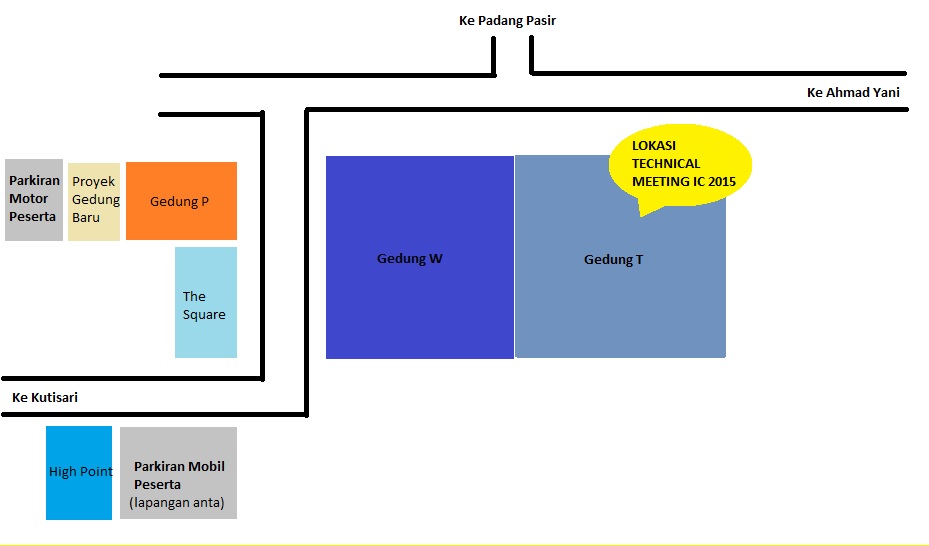 Ke Padang Pasir
Ke Ahmad Yani
LOKASI
TECHNICAL
MEETING IC 2015
Parkiran
Motor
Peserta
Proyek
Gedung
Baru
Gedung P
Gedung W
Gedung T
The
Square
Ke Kutisari
High Point
Parkiran Mobil
Peserta
(lapangan anta)